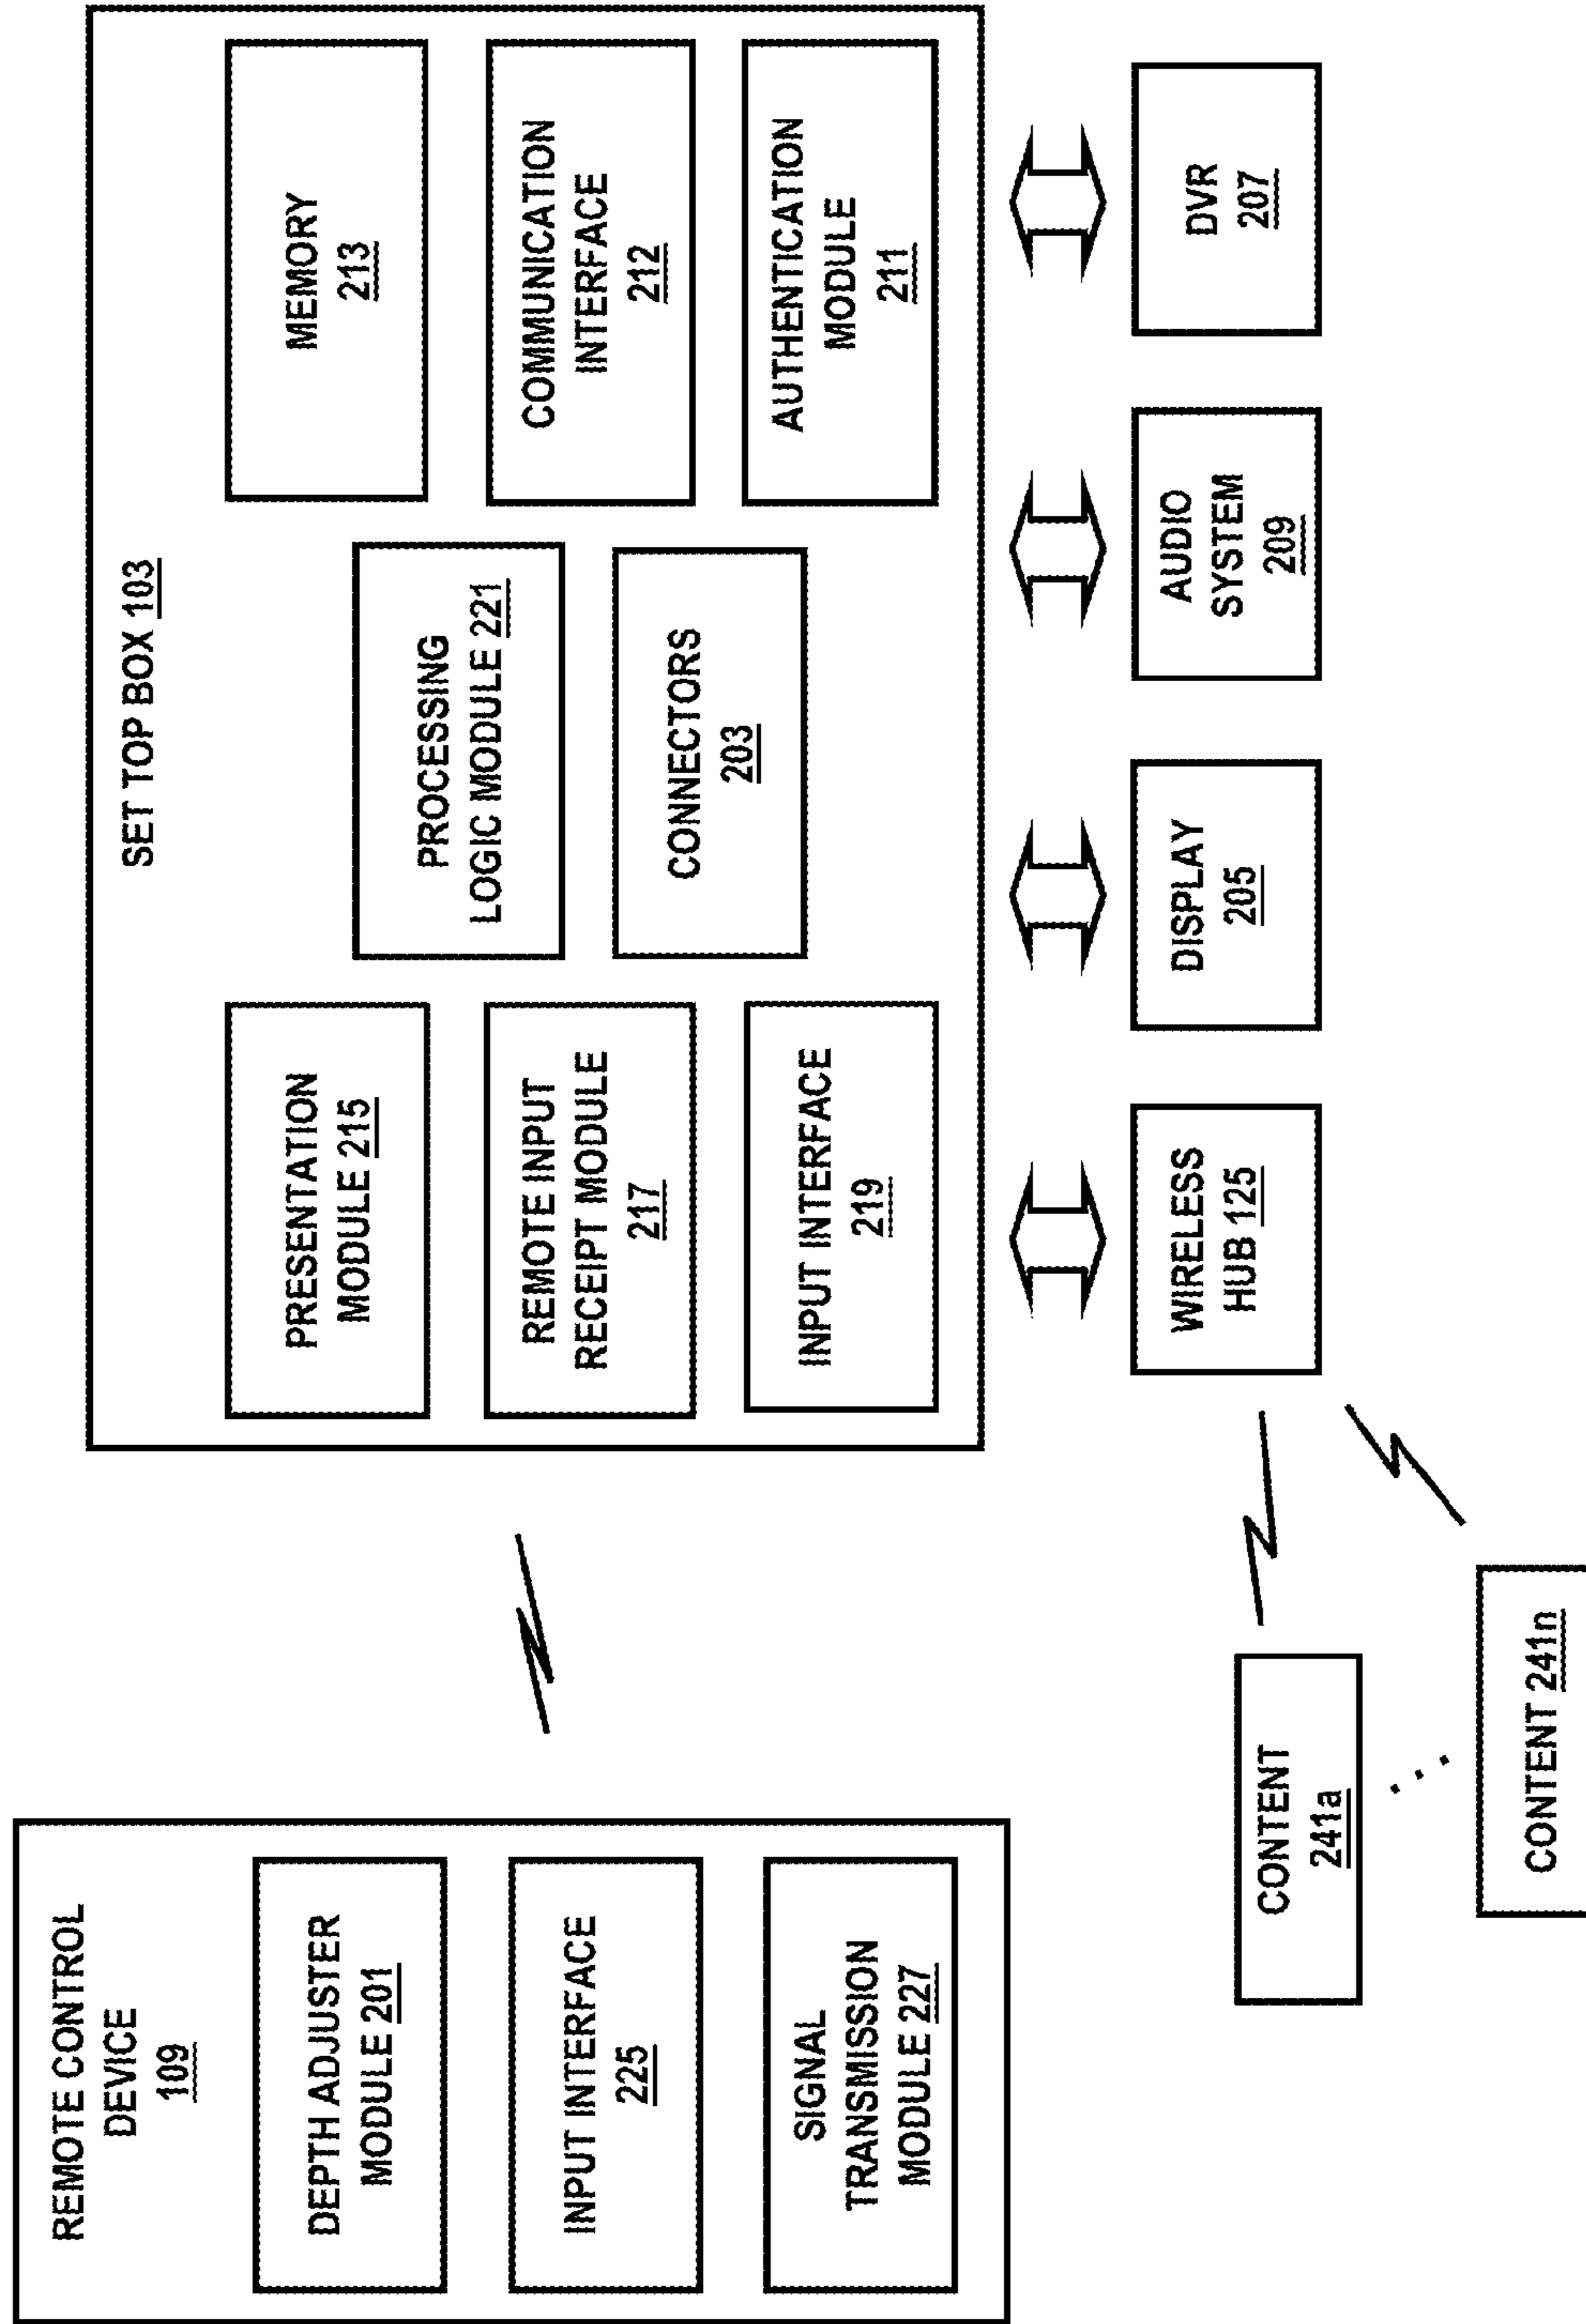 REMOTE CONTROL
DEVICE
109
DEPTH ADJUSTER
MODULE 201
INPUT INTERFACE
225
SIGNAL
TRANSMISSION
MODULE 227
SET TOP BOX 103
PRESENTATION
MODULE 215
REMOTE INPUT
RECEIPT MODULE
217
INPUT INTERFACE
219
PROCESSING
LOGIC MODULE 221
CONNECTORS
203
MEMORY
213
COMMUNICATION
INTERFACE
212
AUTHENTICATION
MODULE
211
WIRELESS
HUB 125
DISPLAY
205
AUDIO
SYSTEM
209
DVR
207
CONTENT
241a
CONTENT 241n